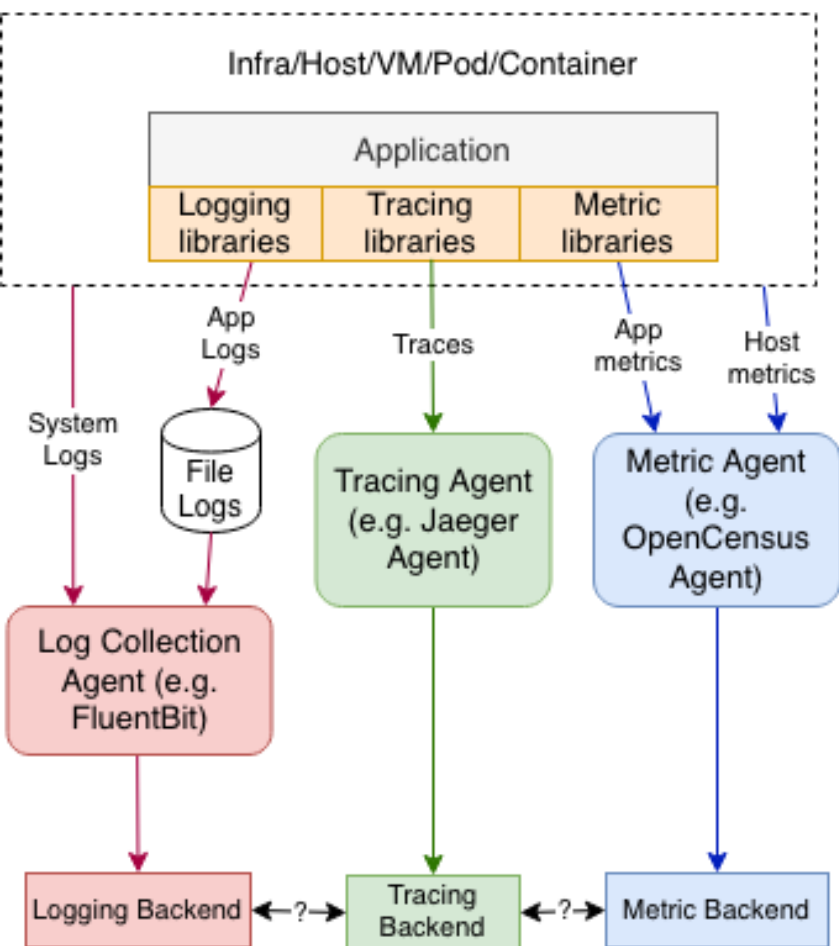 Infra/Host/VM/Pod/Container
Application
Logging
libraries
Tracing
libraries
Metric
libraries
App
Logs
Traces
App
metrics
Host
metrics
System
Logs
File
Logs
Tracing Agent
(e.g. Jaeger
Agent)
Metric Agent
(e.g.
OpenCensus
Agent)
Log Collection
Agent (e.g.
FluentBit)
Logging Backend
?
Tracing
Backend
?
Metric Backend